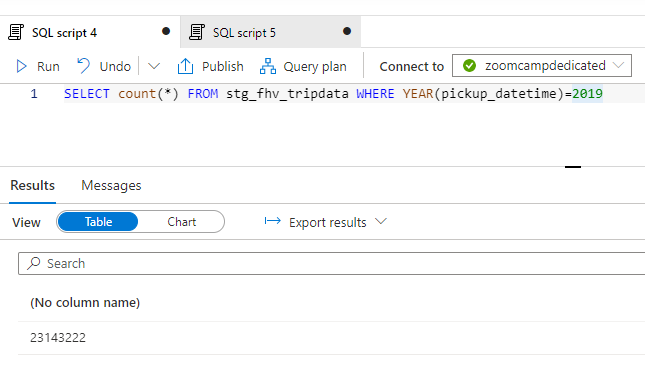 SQL script 4
SQL script 5
Run Undo Publish Query plan Connect to zoomcampdedicated
1 SELECT count(*) FROM stg_fhv_tripdata WHERE YEAR(pickup_datetime)=2019
Results Messages
View Table Chart Export results
Search
(No column name)
23143222